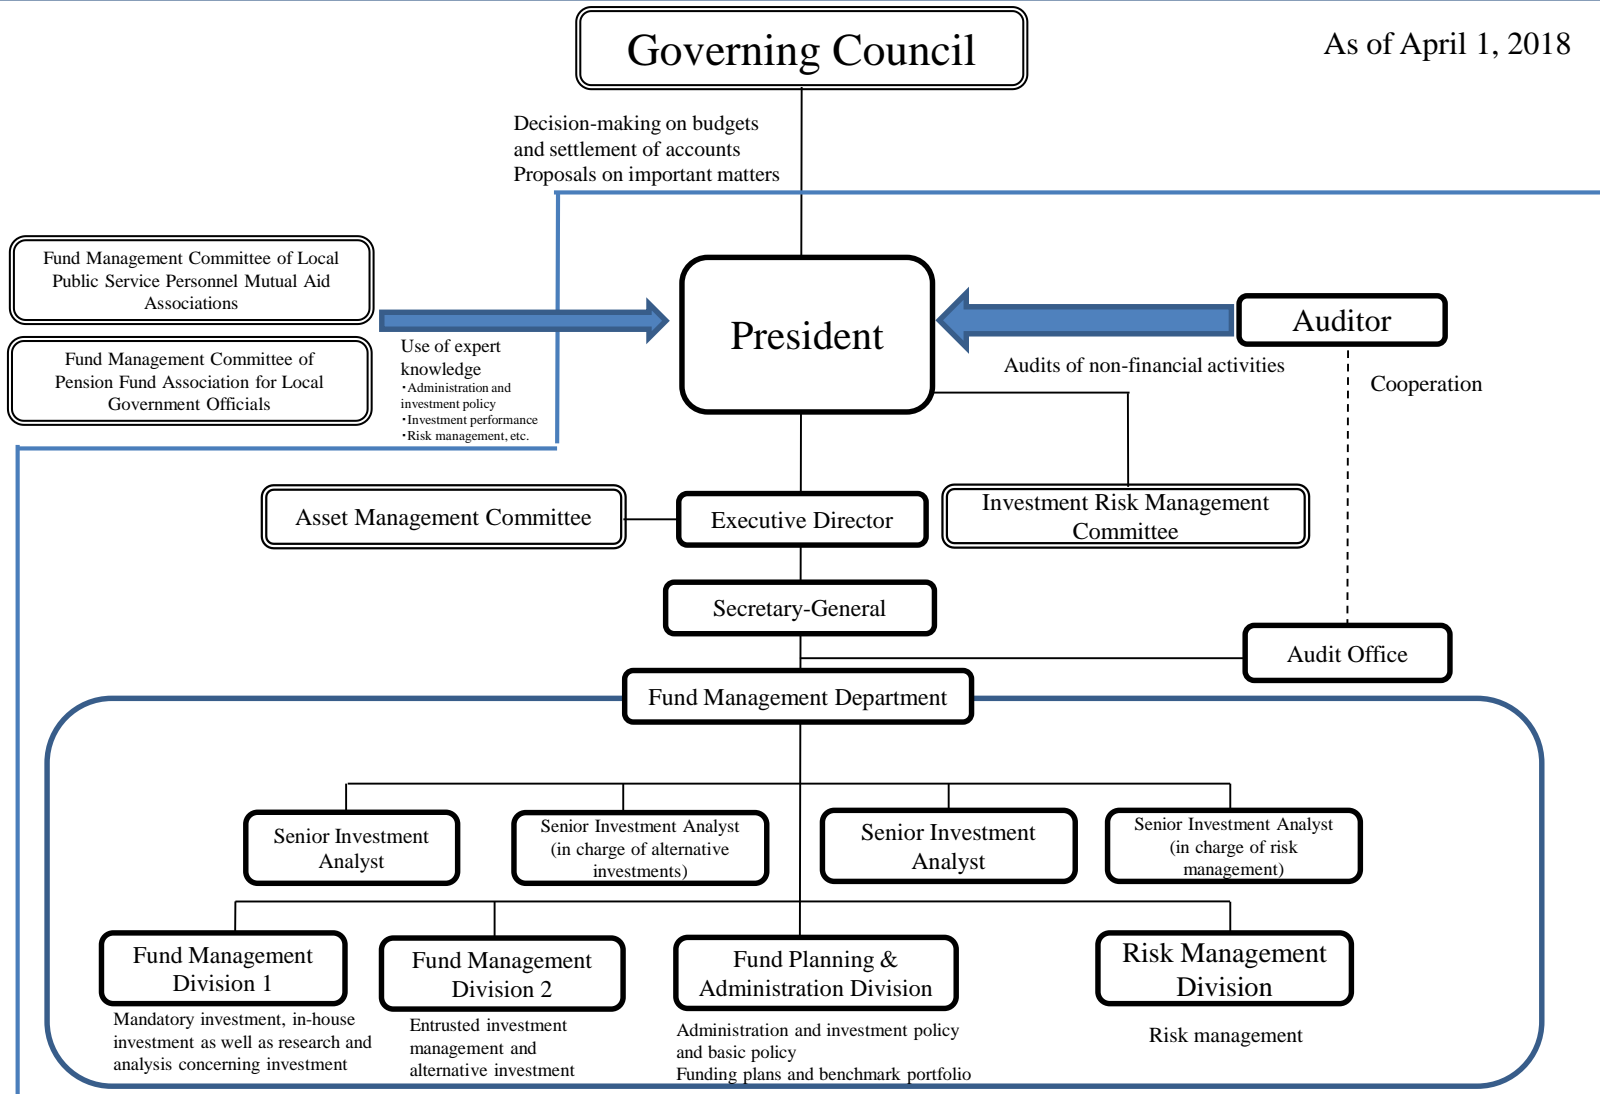 Governing Council
As of April 1, 2018
Decision-making on budgets
and settlement of accounts
Proposals on important matters
Fund Management Committee of Local
Public Service Personnel Mutual Aid
Associations
Fund Management Committee of
Pension Fund Association for Local
Government Officials
Use of expert
knowledge
・Administration and
investment policy
・Investment performance
・Risk management, etc.
President
Auditor
Audits of non-financial activities
Cooperation
Asset Management Committee
Executive Director
Investment Risk Management
Committee
Secretary-General
Audit Office
Fund Management Department
Senior Investment
Analyst
Senior Investment Analyst
(in charge of alternative
investments)
Senior Investment
Analyst
Senior Investment Analyst
(in charge of risk
management)
Fund Management
Division 1
Mandatory investment, in-house
investment as well as research and
analysis concerning investment
Fund Management
Division 2
Entrusted investment
management and
alternative investment
Fund Planning &
Administration Division
Administration and investment policy
and basic policy
Funding plans and benchmark portfolio
Risk Management
Division
Risk management